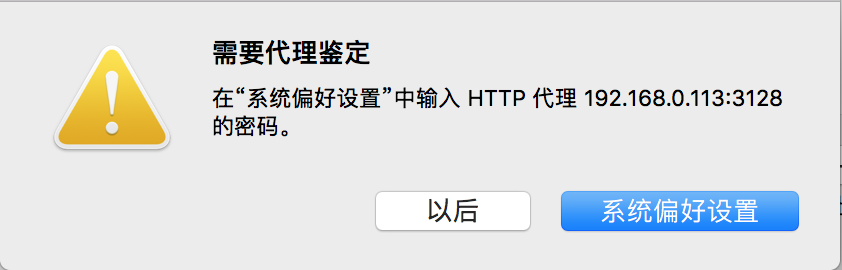 需要代理鉴定
在“系统偏好设置”中输入 HTTP 代理 192.168.0.113:3128
的密码。
以后
系统偏好设置